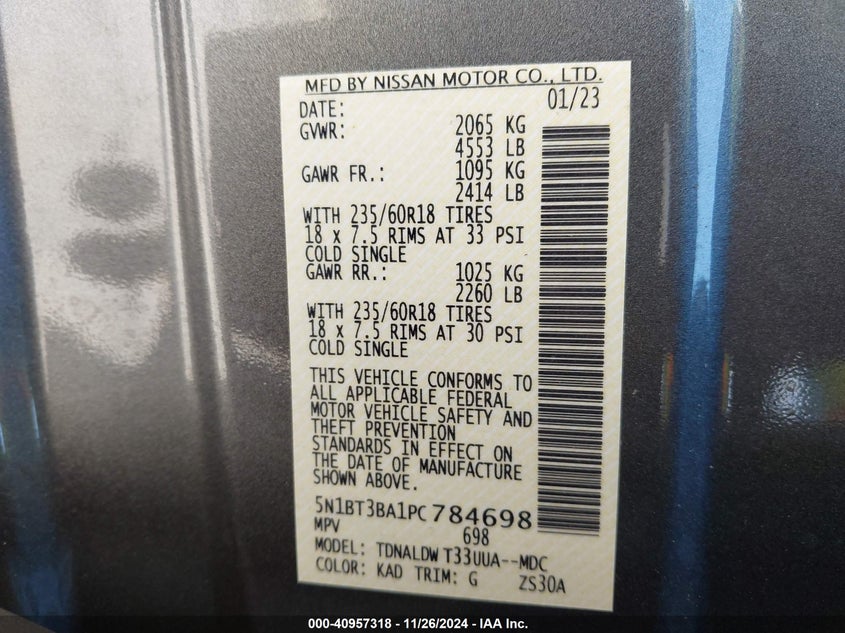 MFD BY NISSAN MOTOR CO., LTD.
DATE: 01/23
GVWR: 2065 KG
4553 LB
GAWR FR.: 1095 KG
2414 LB
WITH 235/60R18 TIRES
18 x 7.5 RIMS AT 33 PSI
COLD SINGLE
GAWR RR.: 1025 KG
2260 LB
WITH 235/60R18 TIRES
18 x 7.5 RIMS AT 30 PSI
COLD SINGLE
THIS VEHICLE CONFORMS TO
ALL APPLICABLE FEDERAL
MOTOR VEHICLE SAFETY AND
THEFT PREVENTION
STANDARDS IN EFFECT ON
THE DATE OF MANUFACTURE
SHOWN ABOVE.
5N1BT3BA1PC784698
MPV 698
MODEL: TDNALDW T33UUA--MDC
COLOR: KAD TRIM: G ZS30A
000-40957318 - 11/26/2024 - IAA Inc.